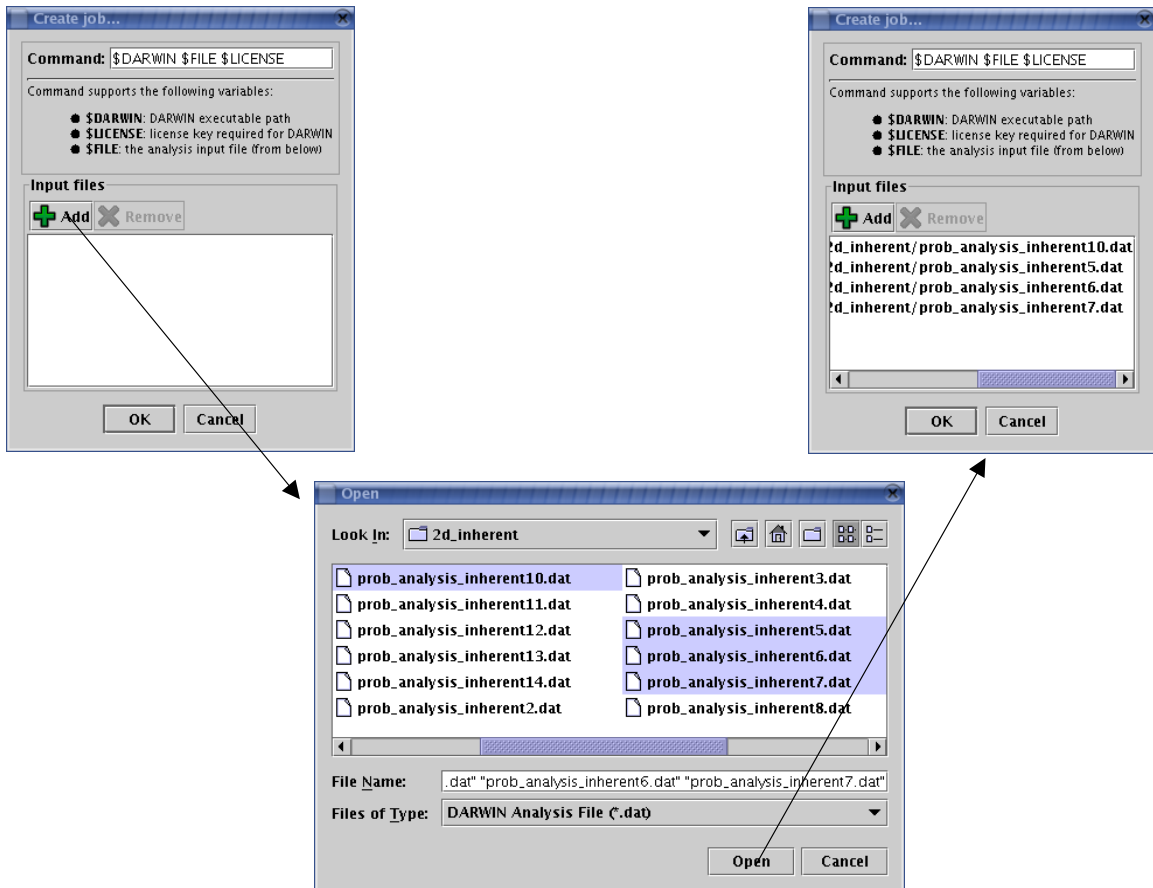 Create job...
Command: $DARWIN $FILE $LICENSE
Command supports the following variables:
$DARWIN: DARWIN executable path
$LICENSE: license key required for DARWIN
$FILE: the analysis input file (from below)
Input files
Add Remove
OK Cancel
Create job...
Command: $DARWIN $FILE $LICENSE
Command supports the following variables:
$DARWIN: DARWIN executable path
$LICENSE: license key required for DARWIN
$FILE: the analysis input file (from below)
Input files
Add Remove
2d_inherent/prob_analysis_inherent10.dat
2d_inherent/prob_analysis_inherent5.dat
2d_inherent/prob_analysis_inherent6.dat
2d_inherent/prob_analysis_inherent7.dat
OK Cancel
Open
Look In: 2d_inherent
prob_analysis_inherent10.dat
prob_analysis_inherent11.dat
prob_analysis_inherent12.dat
prob_analysis_inherent13.dat
prob_analysis_inherent14.dat
prob_analysis_inherent2.dat
prob_analysis_inherent3.dat
prob_analysis_inherent4.dat
prob_analysis_inherent5.dat
prob_analysis_inherent6.dat
prob_analysis_inherent7.dat
prob_analysis_inherent8.dat
File Name: .dat" "prob_analysis_inherent6.dat" "prob_analysis_inherent7.dat"
Files of Type: DARWIN Analysis File (*.dat)
Open Cancel